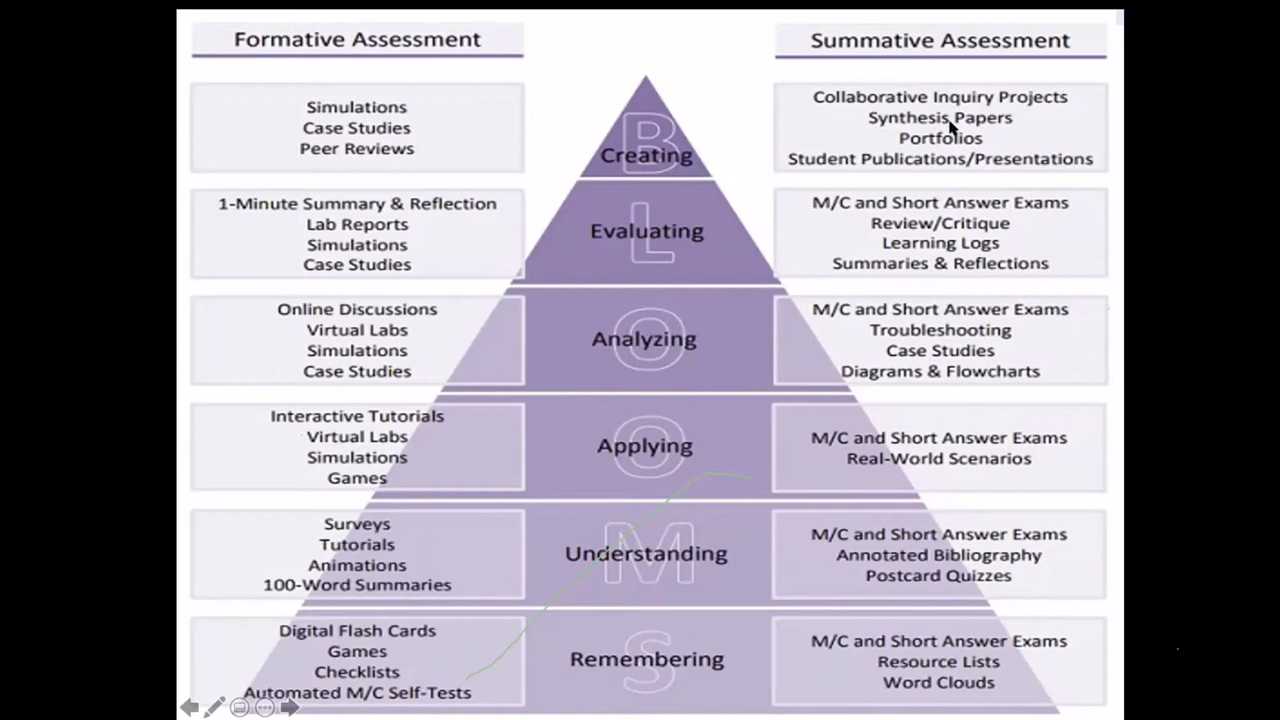 Formative Assessment
Summative Assessment
Simulations
Case Studies
Peer Reviews
B
Creating
Collaborative Inquiry Projects
Synthesis Papers
Portfolios
Student Publications/Presentations
1-Minute Summary & Reflection
Lab Reports
Simulations
Case Studies
L
Evaluating
M/C and Short Answer Exams
Review/Critique
Learning Logs
Summaries & Reflections
Online Discussions
Virtual Labs
Simulations
Case Studies
O
Analyzing
M/C and Short Answer Exams
Troubleshooting
Case Studies
Diagrams & Flowcharts
Interactive Tutorials
Virtual Labs
Simulations
Games
O
Applying
M/C and Short Answer Exams
Real-World Scenarios
Surveys
Tutorials
Animations
100-Word Summaries
M
Understanding
M/C and Short Answer Exams
Annotated Bibliography
Postcard Quizzes
Digital Flash Cards
Games
Checklists
Automated M/C Self-Tests
S
Remembering
M/C and Short Answer Exams
Resource Lists
Word Clouds